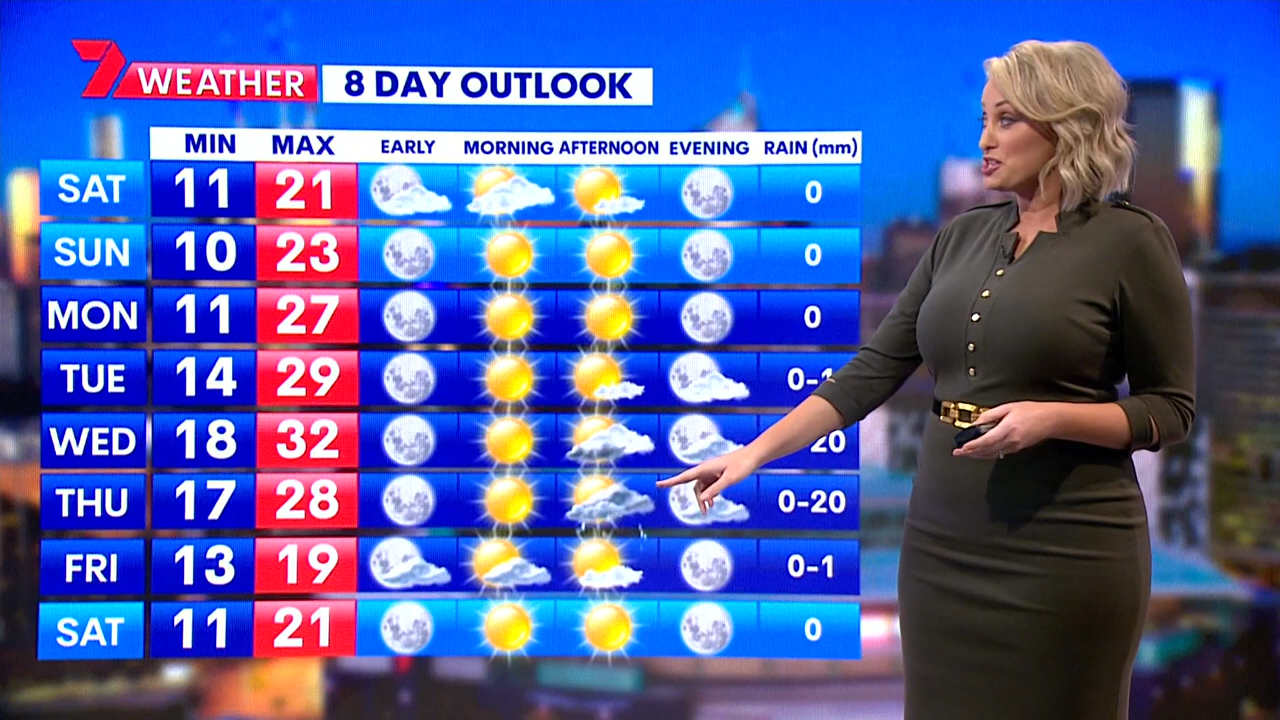 7 WEATHER 8 DAY OUTLOOK
MIN MAX EARLY MORNING AFTERNOON EVENING RAIN (mm)
SAT 11 21 0
SUN 10 23 0
MON 11 27 0
TUE 14 29 0-1
WED 18 32 20
THU 17 28 0-20
FRI 13 19 0-1
SAT 11 21 0